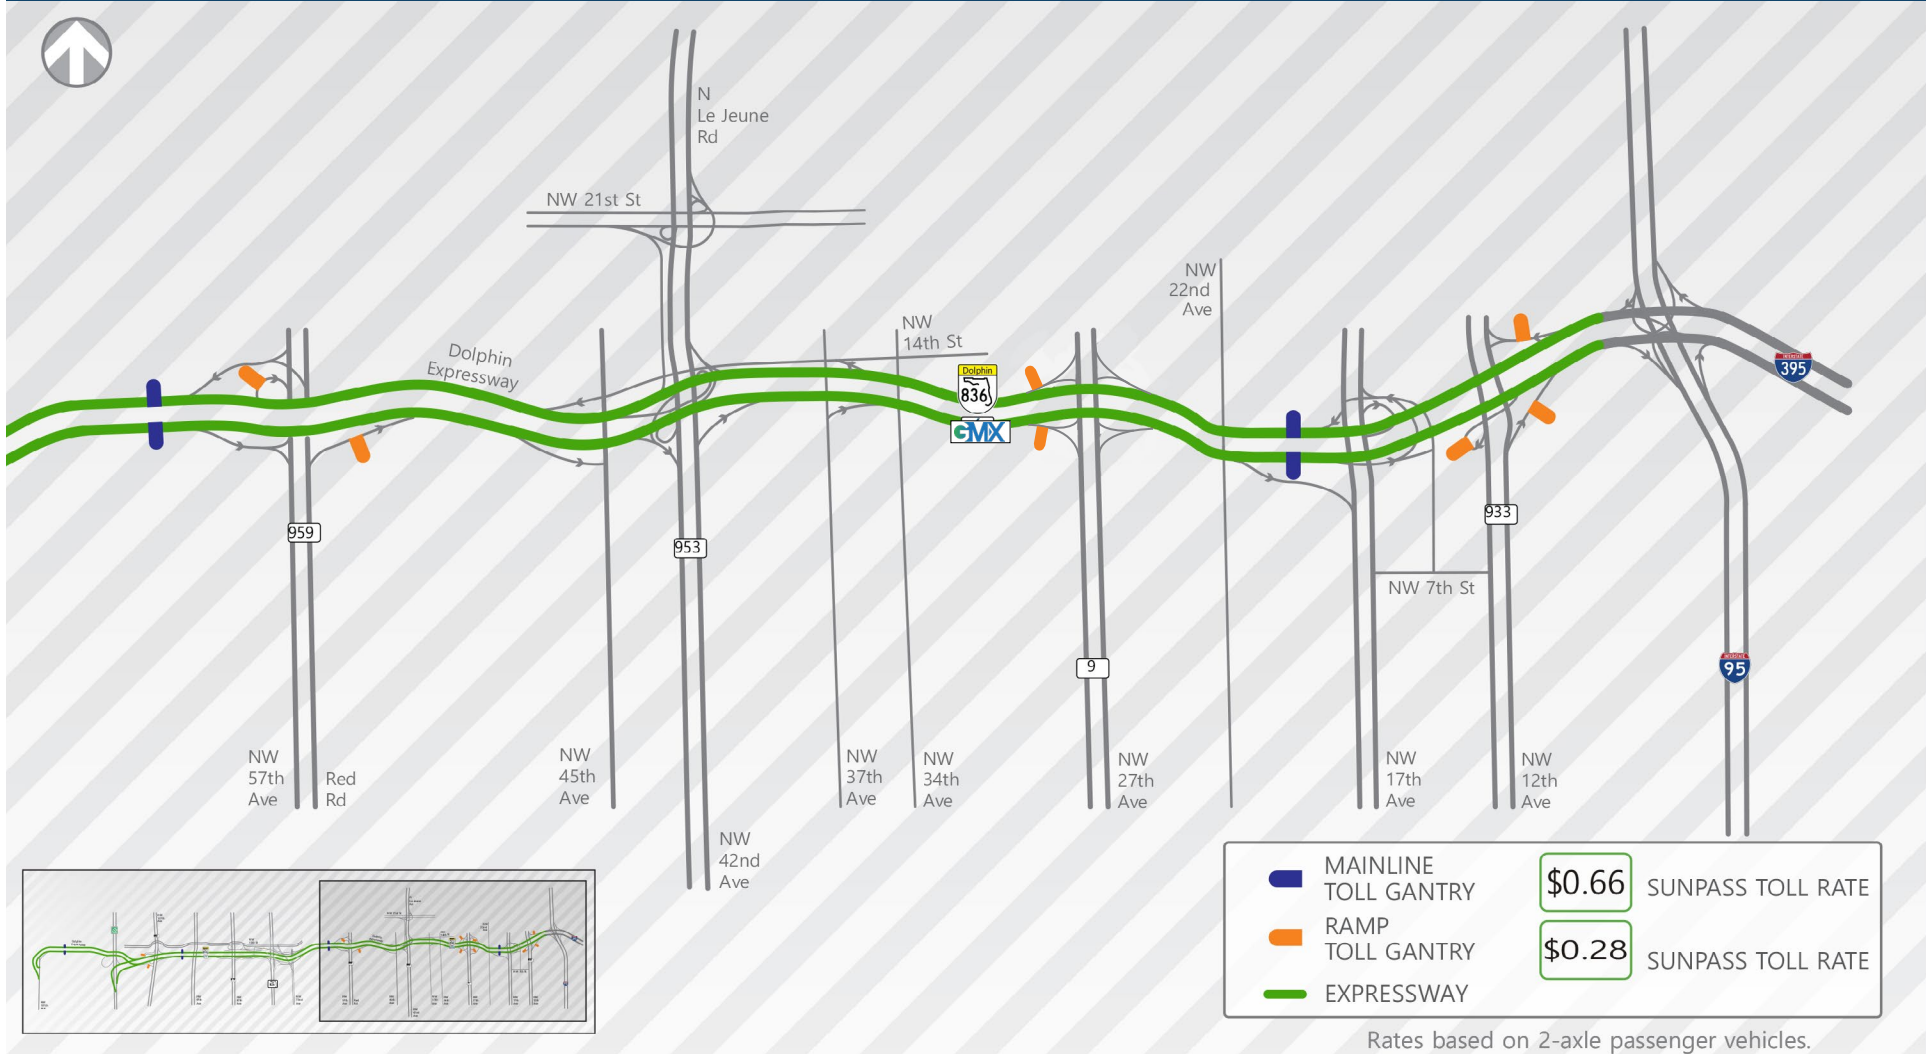 N
Le Jeune
Rd
NW 21st St
NW
22nd
Ave
NW
14th St
Dolphin
Expressway
Dolphin
836
GMX
INTERSTATE
395
959
953
933
NW 7th St
9
INTERSTATE
95
NW
57th
Ave
Red
Rd
NW
45th
Ave
NW
37th
Ave
NW
34th
Ave
NW
27th
Ave
NW
17th
Ave
NW
12th
Ave
NW
42nd
Ave
MAINLINE
TOLL GANTRY
$0.66 SUNPASS TOLL RATE
RAMP
TOLL GANTRY
$0.28 SUNPASS TOLL RATE
EXPRESSWAY
Rates based on 2-axle passenger vehicles.